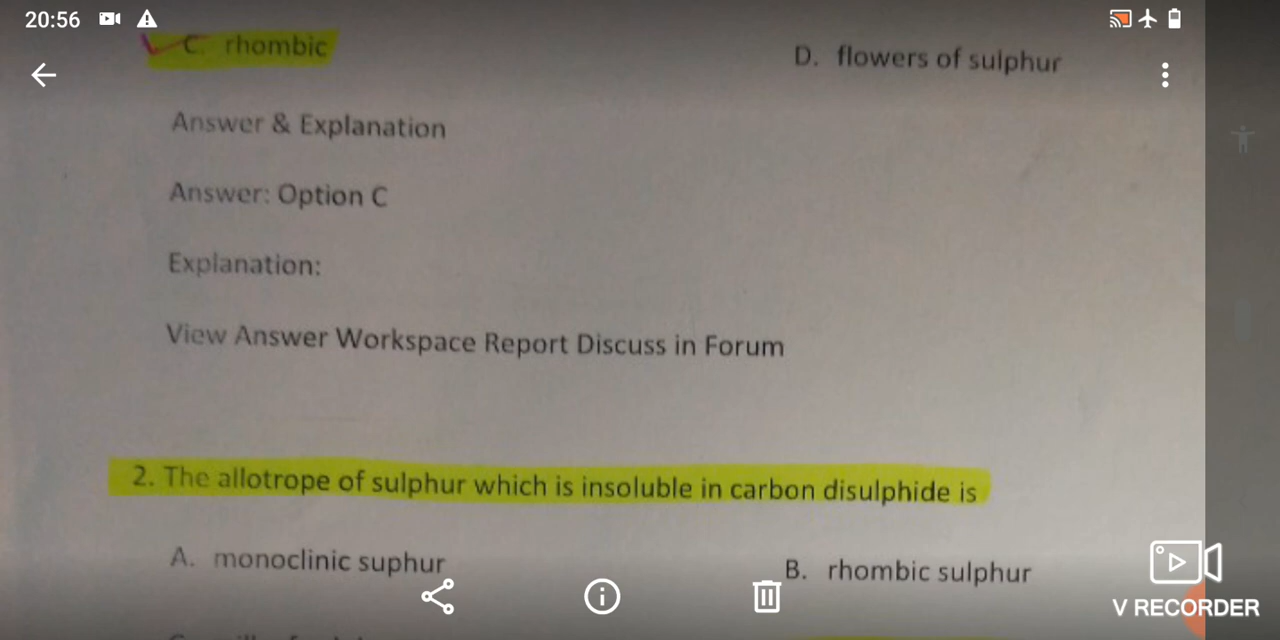 20:56
C. rhombic
D. flowers of sulphur
Answer & Explanation
Answer: Option C
Explanation:
View Answer Workspace Report Discuss in Forum
2. The allotrope of sulphur which is insoluble in carbon disulphide is
A. monoclinic suphur
B. rhombic sulphur
V RECORDER